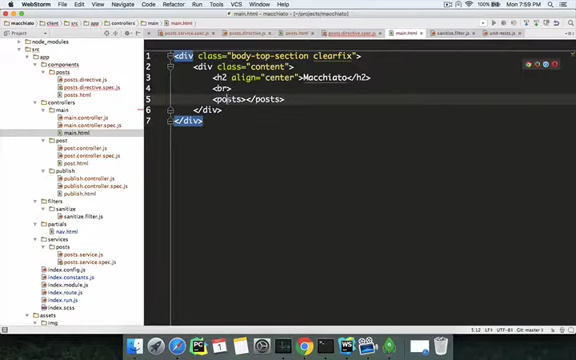 WebStorm File Edit View Navigate Code Refactor Run Tools VCS Window Help
Mon 7:59 PM
main.html - macchiato - [~/projects/macchiato]
macchiato src app controllers main main.html
Project
posts.service.spec.js posts.directive.js posts.html posts.directive.spec.js main.html sanitize.filter.js unit-tests.js
node_modules
src
app
components
posts
posts.directive.js
posts.directive.spec.js
posts.html
controllers
main
main.controller.js
main.controller.spec.js
main.html
post
post.controller.js
post.controller.spec.js
post.html
publish
publish.controller.js
publish.controller.spec.js
publish.html
filters
sanitize
sanitize.filter.js
partials
nav.html
services
posts
posts.service.js
posts.service.spec.js
index.config.js
index.constants.js
index.module.js
index.route.js
index.run.js
index.scss
assets
img
1 <div class="body-top-section clearfix">
2 <div class="content">
3 <h2 align="center">Macchiato</h2>
4 <br>
5 <posts></posts>
6 </div>
7 </div>
5:12 LF÷ UTF-8÷ Git: master÷